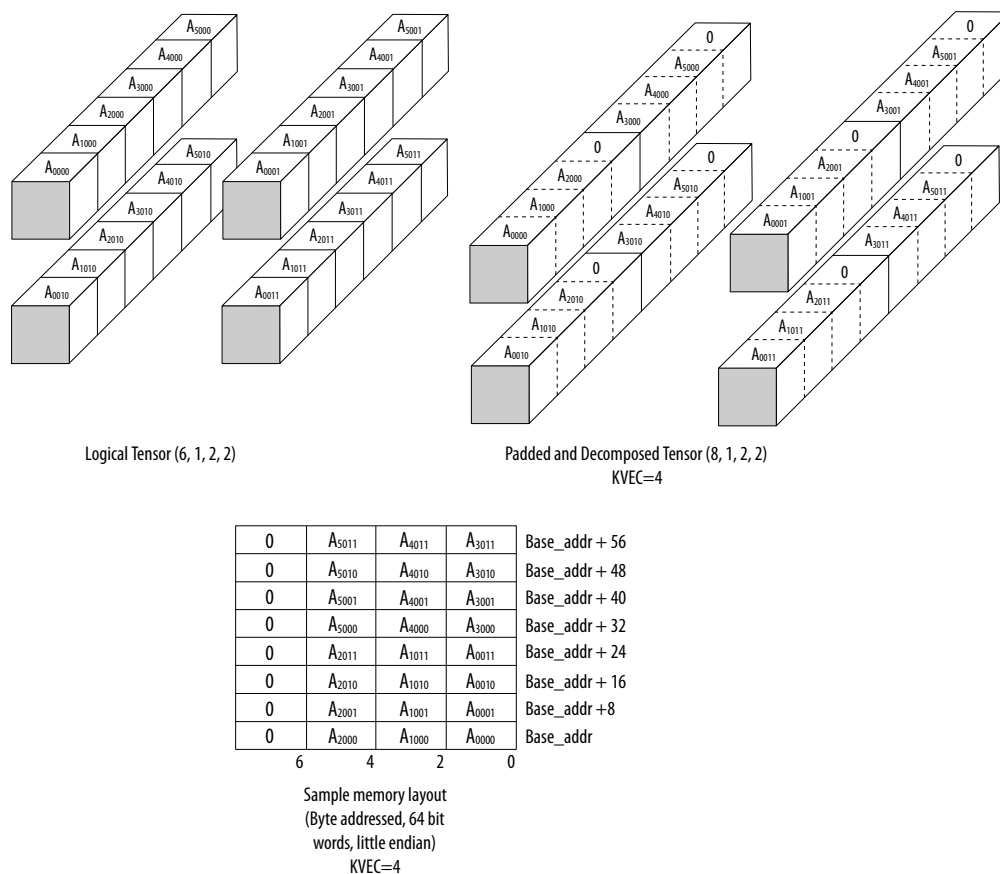 A5000
A4000
A3000
A2000
A1000
A0000
A5001
A4001
A3001
A2001
A1001
A0001
A5010
A4010
A3010
A2010
A1010
A0010
A5011
A4011
A3011
A2011
A1011
A0011
Logical Tensor (6, 1, 2, 2)
0
A5000
A4000
A3000
0
A2000
A1000
A0000
0
A5001
A4001
A3001
0
A2001
A1001
A0001
0
A5010
A4010
A3010
0
A2010
A1010
A0010
0
A5011
A4011
A3011
0
A2011
A1011
A0011
Padded and Decomposed Tensor (8, 1, 2, 2)
KVEC=4
0 A5011 A4011 A3011 Base_addr + 56
0 A5010 A4010 A3010 Base_addr + 48
0 A5001 A4001 A3001 Base_addr + 40
0 A5000 A4000 A3000 Base_addr + 32
0 A2011 A1011 A0011 Base_addr + 24
0 A2010 A1010 A0010 Base_addr + 16
0 A2001 A1001 A0001 Base_addr +8
0 A2000 A1000 A0000 Base_addr
6 4 2 0
Sample memory layout
(Byte addressed, 64 bit
words, little endian)
KVEC=4